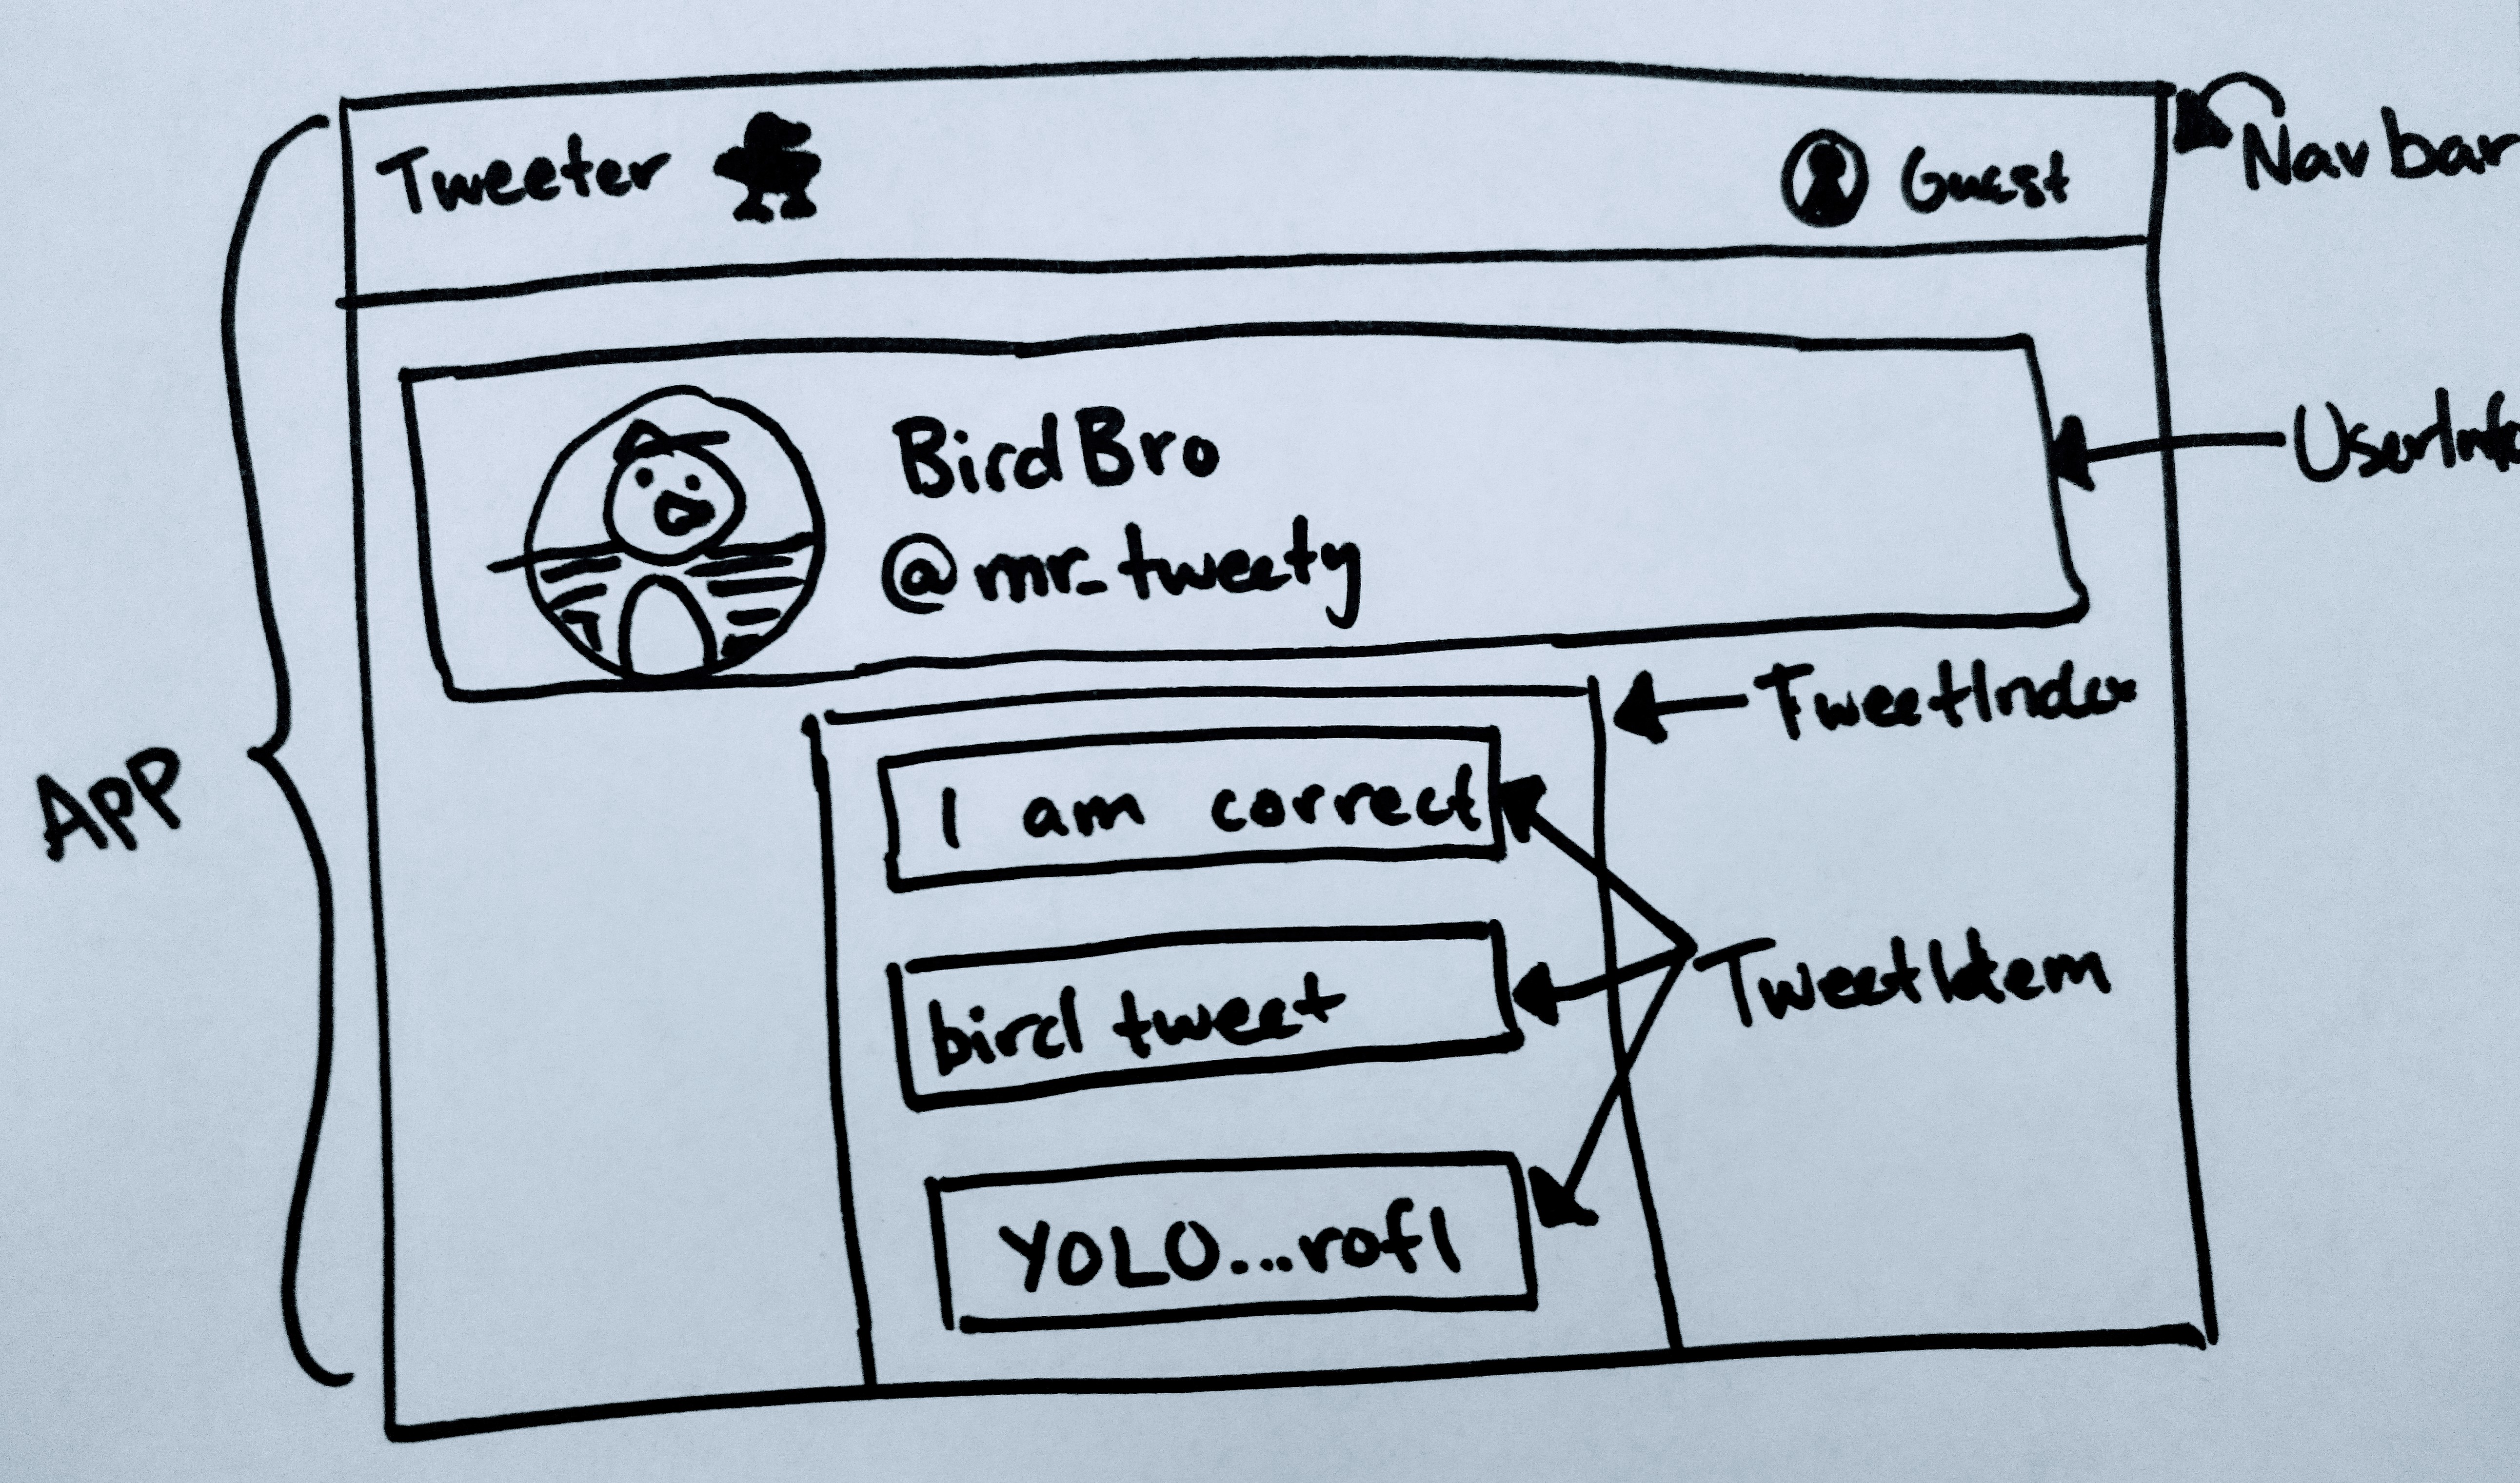 Tweeter
Guest
Navbar
BirdBro
@mr_tweety
UserInfo
TweetIndex
App
I am correct
bird tweet
TweetItem
YOLO...rofl